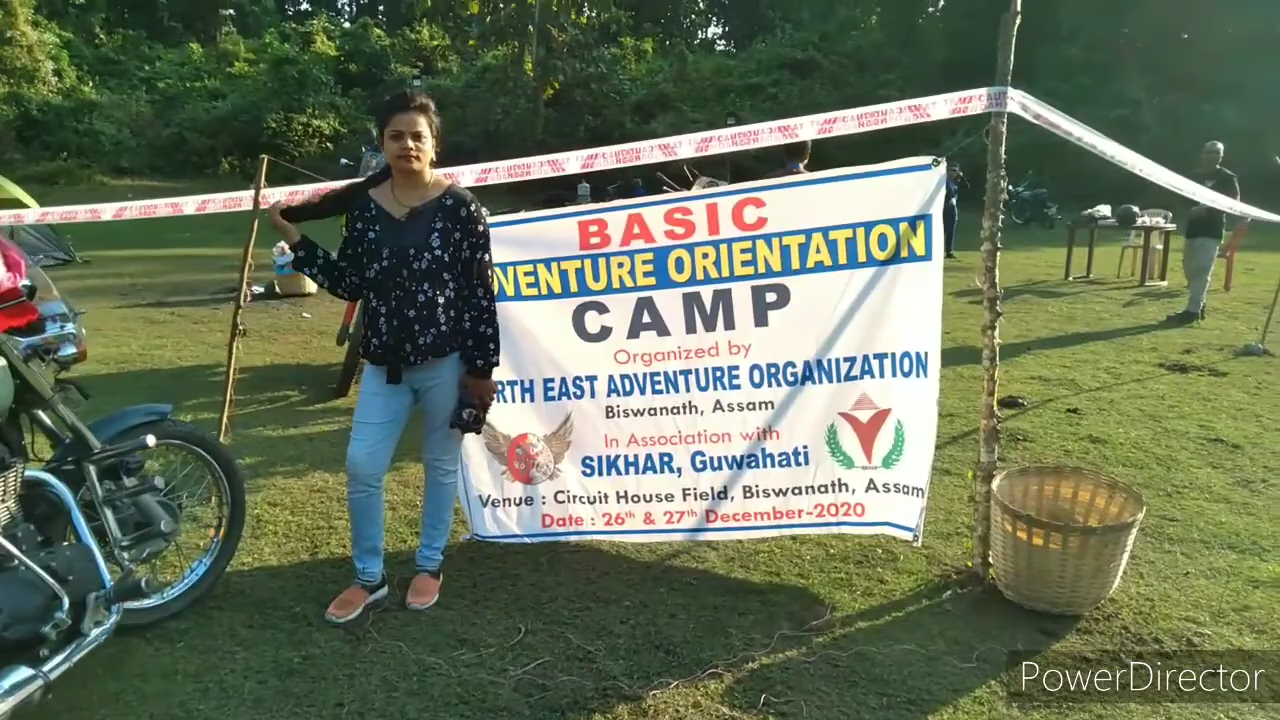 BASIC
VENTURE ORIENTATION
CAMP
Organized by
RTH EAST ADVENTURE ORGANIZATION
Biswanath, Assam
In Association with
SIKHAR, Guwahati
Venue : Circuit House Field, Biswanath, Assam
Date : 26th & 27th December-2020
PowerDirector